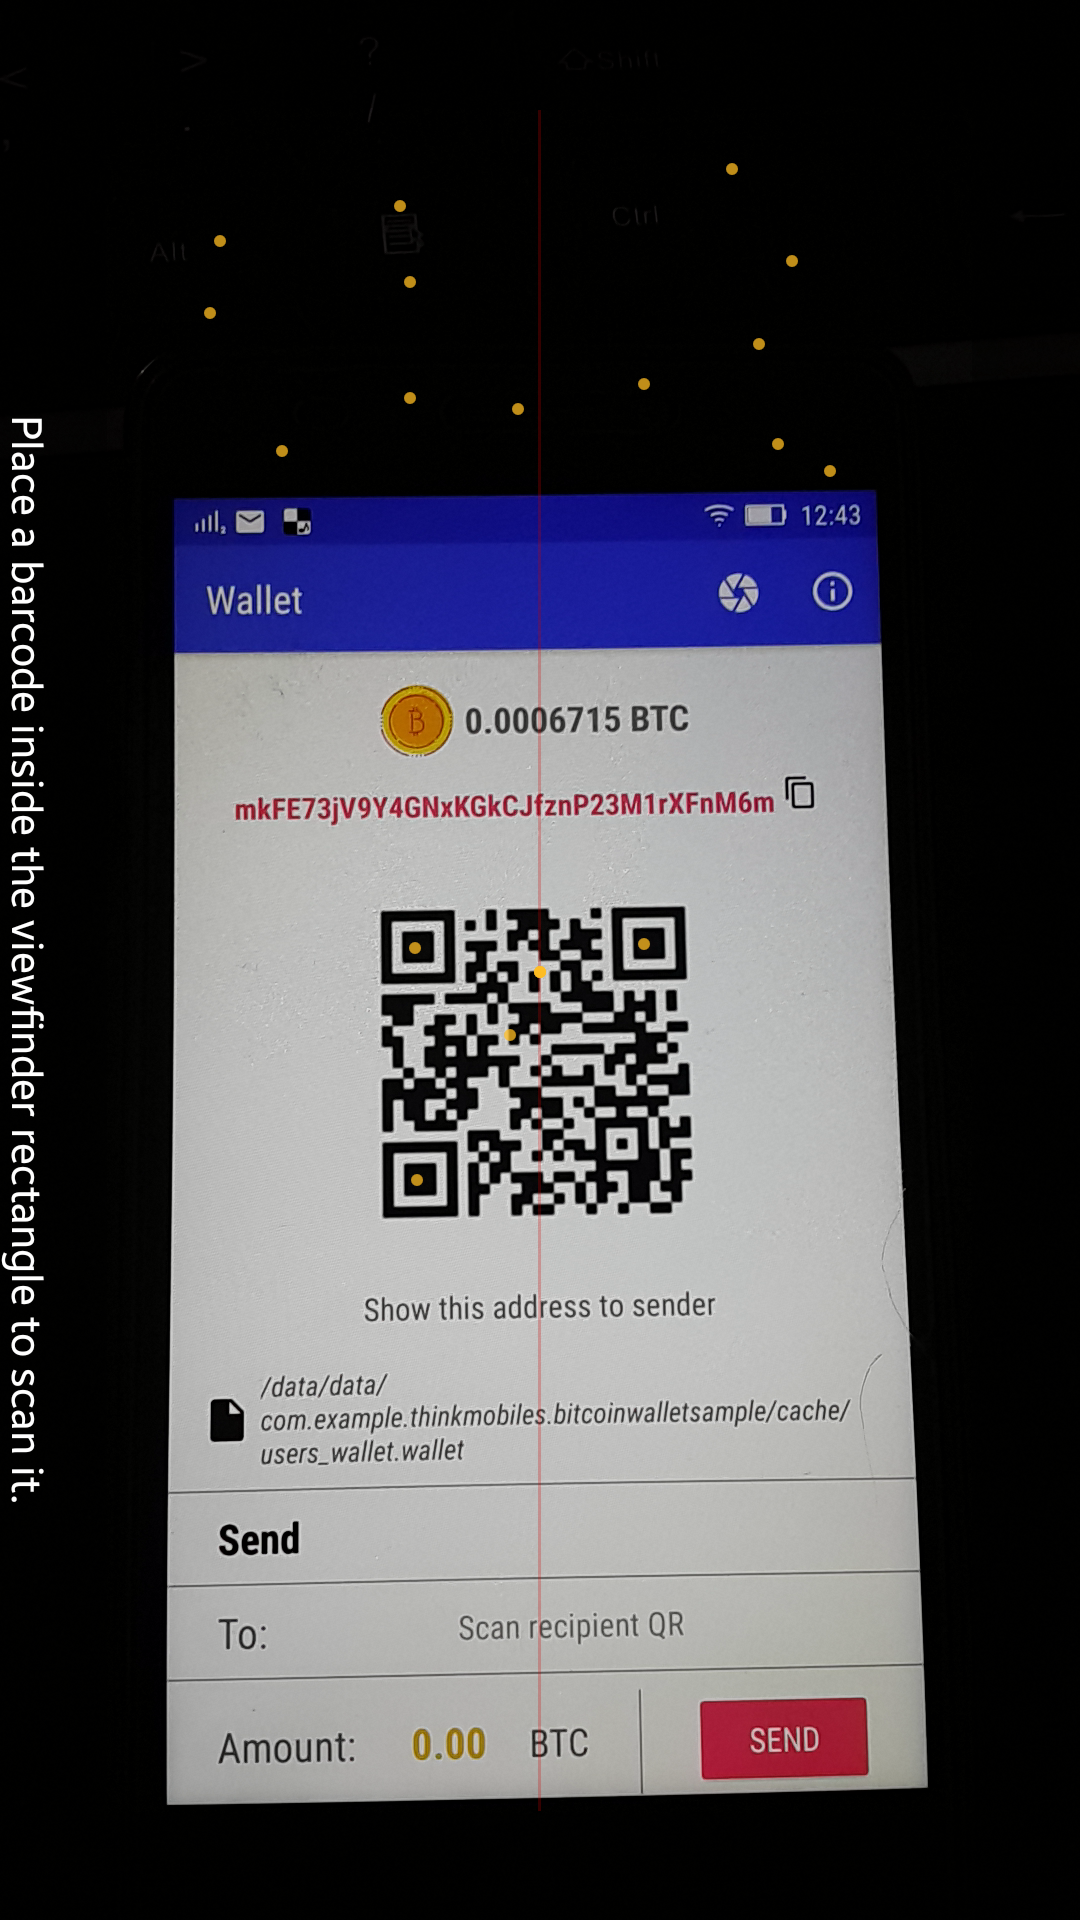 < > ? ⇧Shift
, . /
Alt Ctrl ←
12:43
Wallet
0.0006715 BTC
mkFE73jV9Y4GNxKGkCJfznP23M1rXFnM6m
Show this address to sender
/data/data/
com.example.thinkmobiles.bitcoinwalletsample/cache/
users_wallet.wallet
Send
To: Scan recipient QR
Amount: 0.00 BTC SEND
Place a barcode inside the viewfinder rectangle to scan it.